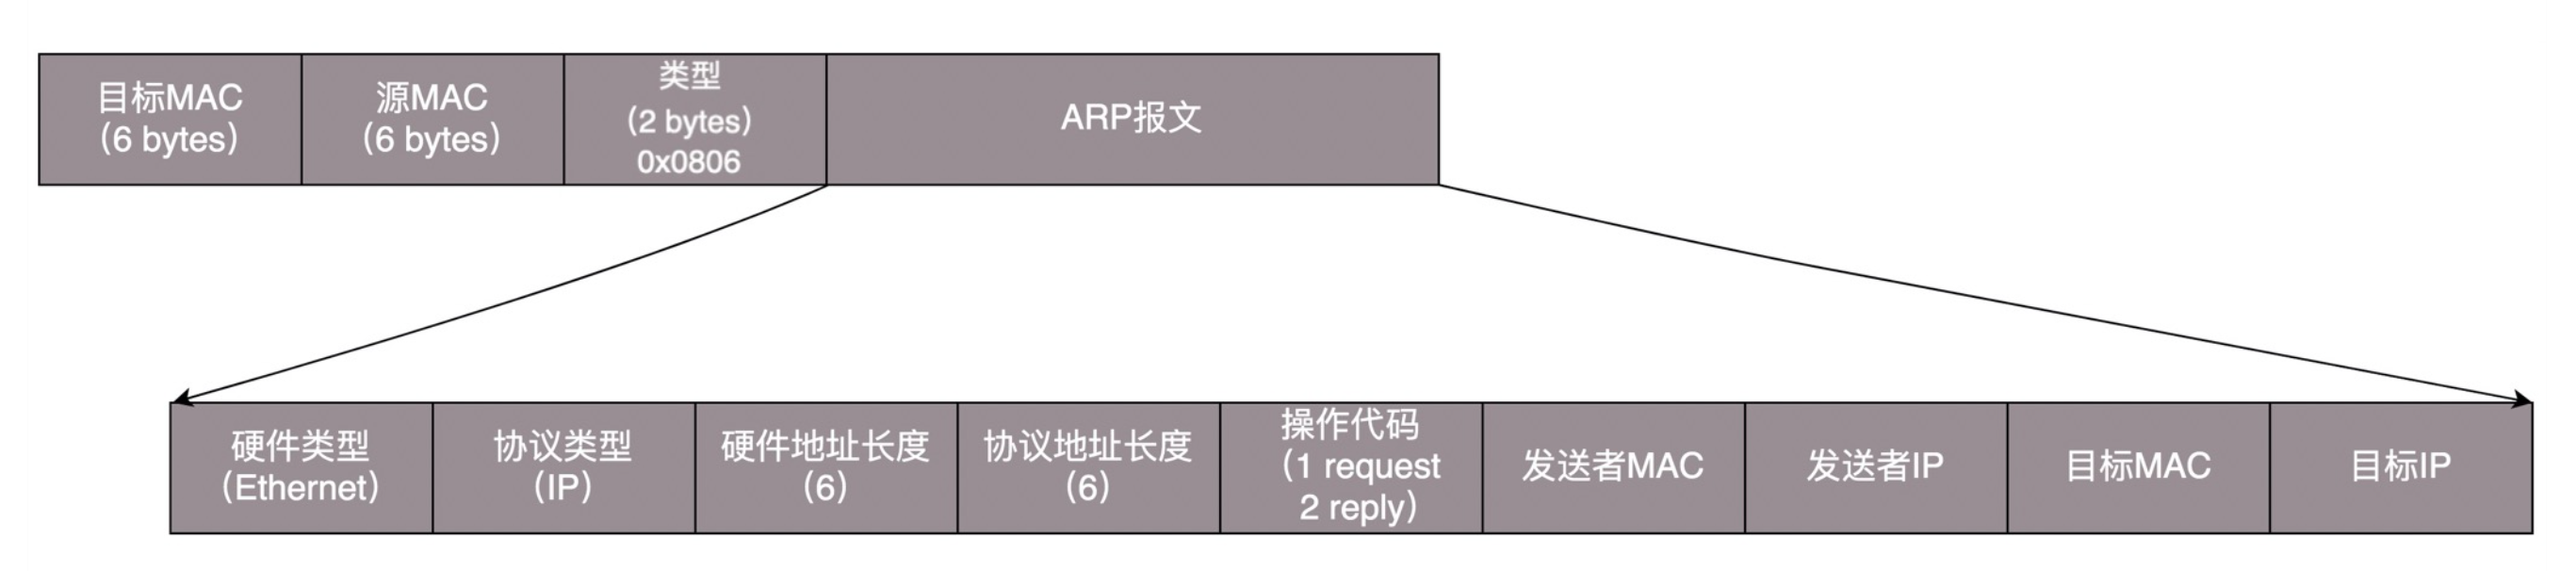 目标MAC
（6 bytes）
源MAC
（6 bytes）
类型
（2 bytes）
0x0806
ARP报文
硬件类型
（Ethernet）
协议类型
（IP）
硬件地址长度
（6）
协议地址长度
（6）
操作代码
（1 request
2 reply）
发送者MAC
发送者IP
目标MAC
目标IP